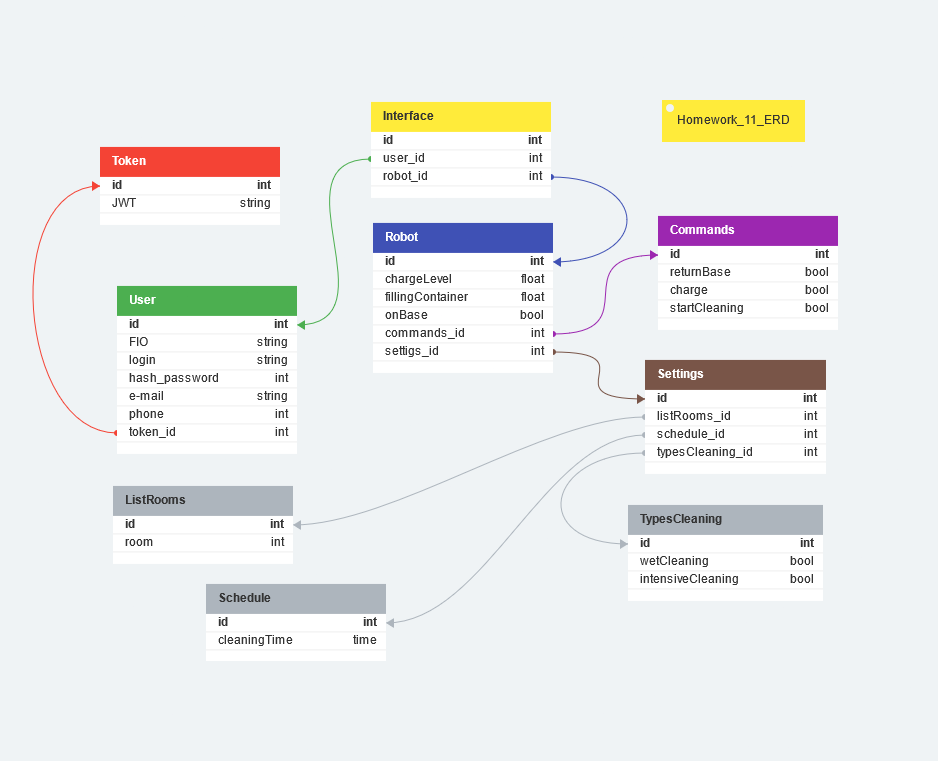 Interface
id int
user_id int
robot_id int
Homework_11_ERD
Token
id int
JWT string
Robot
id int
chargeLevel float
fillingContainer float
onBase bool
commands_id int
settigs_id int
Commands
id int
returnBase bool
charge bool
startCleaning bool
User
id int
FIO string
login string
hash_password int
e-mail string
phone int
token_id int
Settings
id int
listRooms_id int
schedule_id int
typesCleaning_id int
ListRooms
id int
room int
TypesCleaning
id int
wetCleaning bool
intensiveCleaning bool
Schedule
id int
cleaningTime time